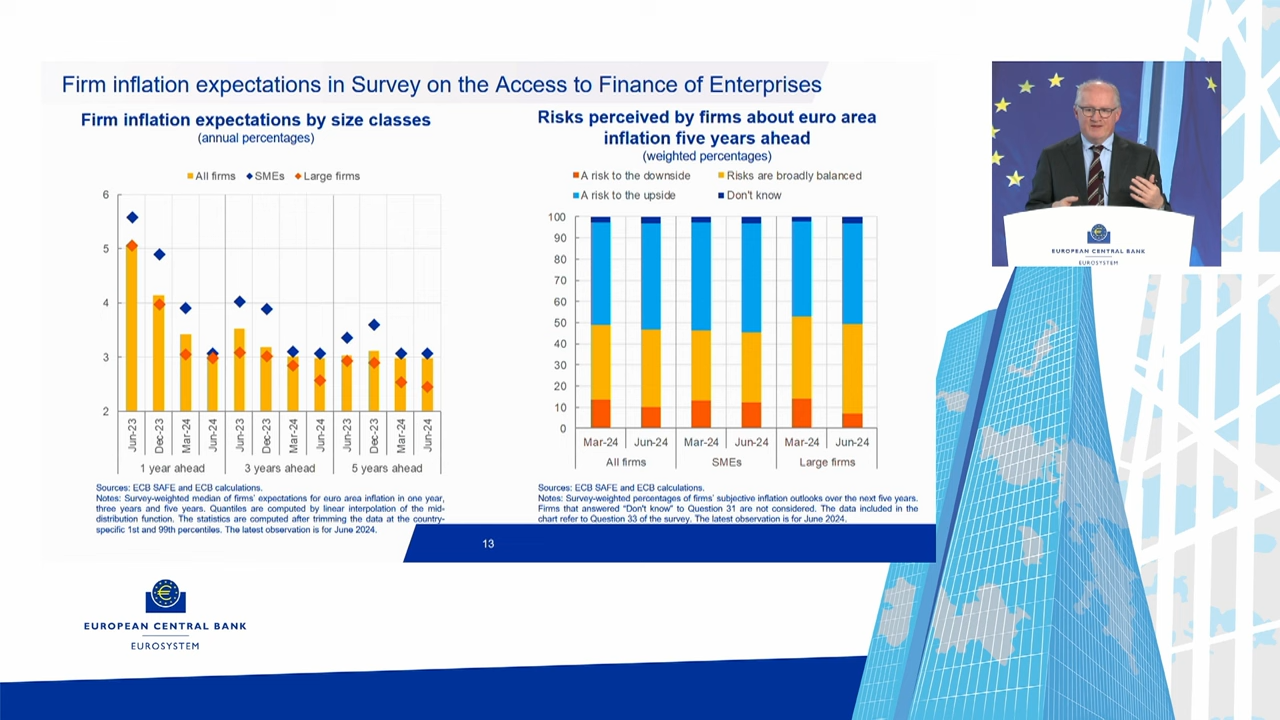 Firm inflation expectations in Survey on the Access to Finance of Enterprises
Firm inflation expectations by size classes
(annual percentages)
All firms SMEs Large firms
6
5
4
3
2
Jun-23 Dec-23 Mar-24 Jun-24 Jun-23 Dec-23 Mar-24 Jun-24 Jun-23 Dec-23 Mar-24 Jun-24
1 year ahead 3 years ahead 5 years ahead
Sources: ECB SAFE and ECB calculations.
Notes: Survey-weighted median of firms' expectations for euro area inflation in one year,
three years and five years. Quantiles are computed by linear interpolation of the mid-
distribution function. The statistics are computed after trimming the data at the country-
specific 1st and 99th percentiles. The latest observation is for June 2024.
Risks perceived by firms about euro area
inflation five years ahead
(weighted percentages)
A risk to the downside Risks are broadly balanced
A risk to the upside Don't know
100
90
80
70
60
50
40
30
20
10
0
Mar-24 Jun-24 Mar-24 Jun-24 Mar-24 Jun-24
All firms SMEs Large firms
Sources: ECB SAFE and ECB calculations.
Notes: Survey-weighted percentages of firms' subjective inflation outlooks over the next five years.
Firms that answered "Don't know" to Question 31 are not considered. The data included in the
chart refer to Question 33 of the survey. The latest observation is for June 2024.
13
EUROPEAN CENTRAL BANK
EUROSYSTEM
EUROPEAN CENTRAL BANK
EUROSYSTEM